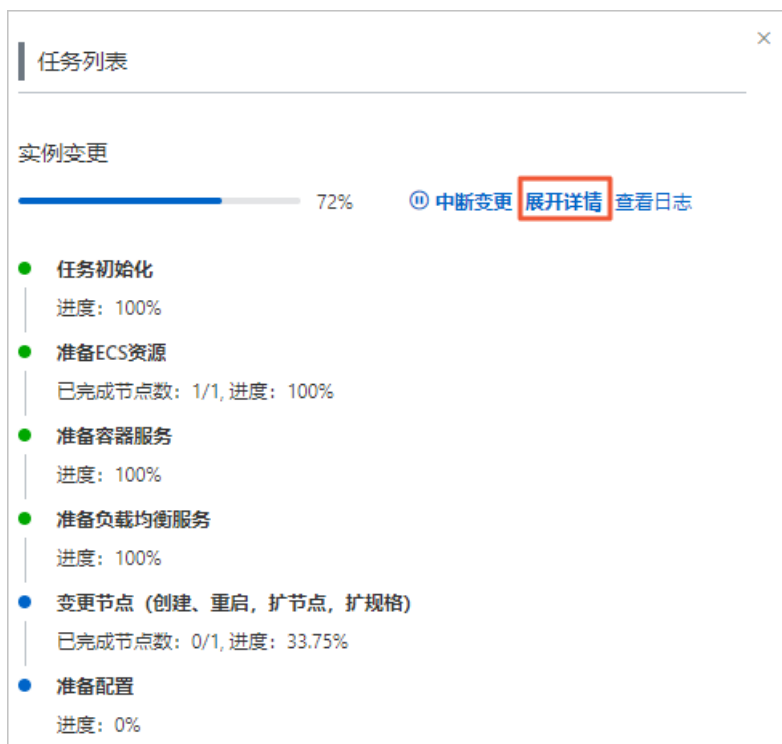 任务列表
实例变更
72% 中断变更 展开详情 查看日志
任务初始化
进度：100%
准备ECS资源
已完成节点数：1/1, 进度：100%
准备容器服务
进度：100%
准备负载均衡服务
进度：100%
变更节点（创建、重启，扩节点，扩规格)
已完成节点数：0/1, 进度：33.75%
准备配置
进度：0%